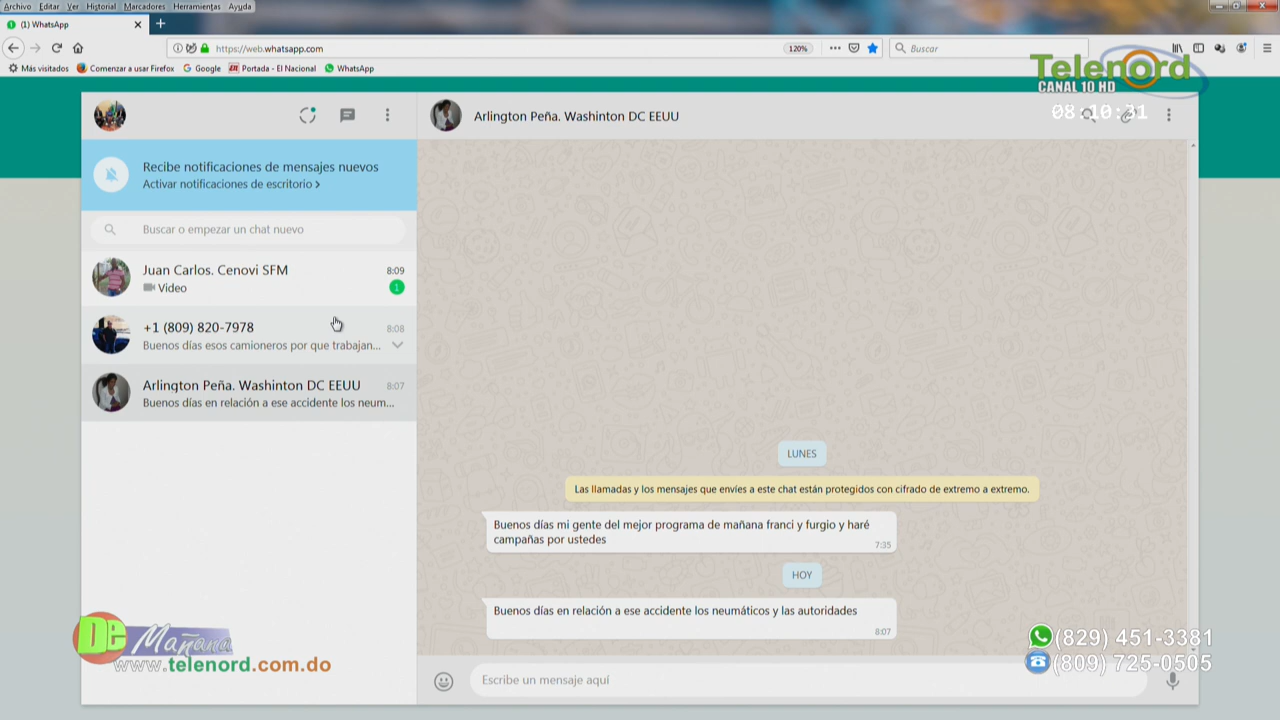 Archivo Editar Ver Historial Marcadores Herramientas Ayuda
(1) WhatsApp
https://web.whatsapp.com
120%
Buscar
Más visitados Comenzar a usar Firefox Google Portada - El Nacional WhatsApp
Telenord
CANAL 10 HD
08:10:31
Arlington Peña. Washinton DC EEUU
Recibe notificaciones de mensajes nuevos
Activar notificaciones de escritorio >
Buscar o empezar un chat nuevo
Juan Carlos. Cenovi SFM 8:09
Video 1
+1 (809) 820-7978 8:08
Buenos días esos camioneros por que trabajan...
Arlington Peña. Washinton DC EEUU 8:07
Buenos días en relación a ese accidente los neum...
LUNES
Las llamadas y los mensajes que envíes a este chat están protegidos con cifrado de extremo a extremo.
Buenos días mi gente del mejor programa de mañana franci y furgio y haré
campañas por ustedes
7:35
HOY
Buenos días en relación a ese accidente los neumáticos y las autoridades
8:07
Escribe un mensaje aquí
De Mañana
www.telenord.com.do
(829) 451-3381
(809) 725-0505